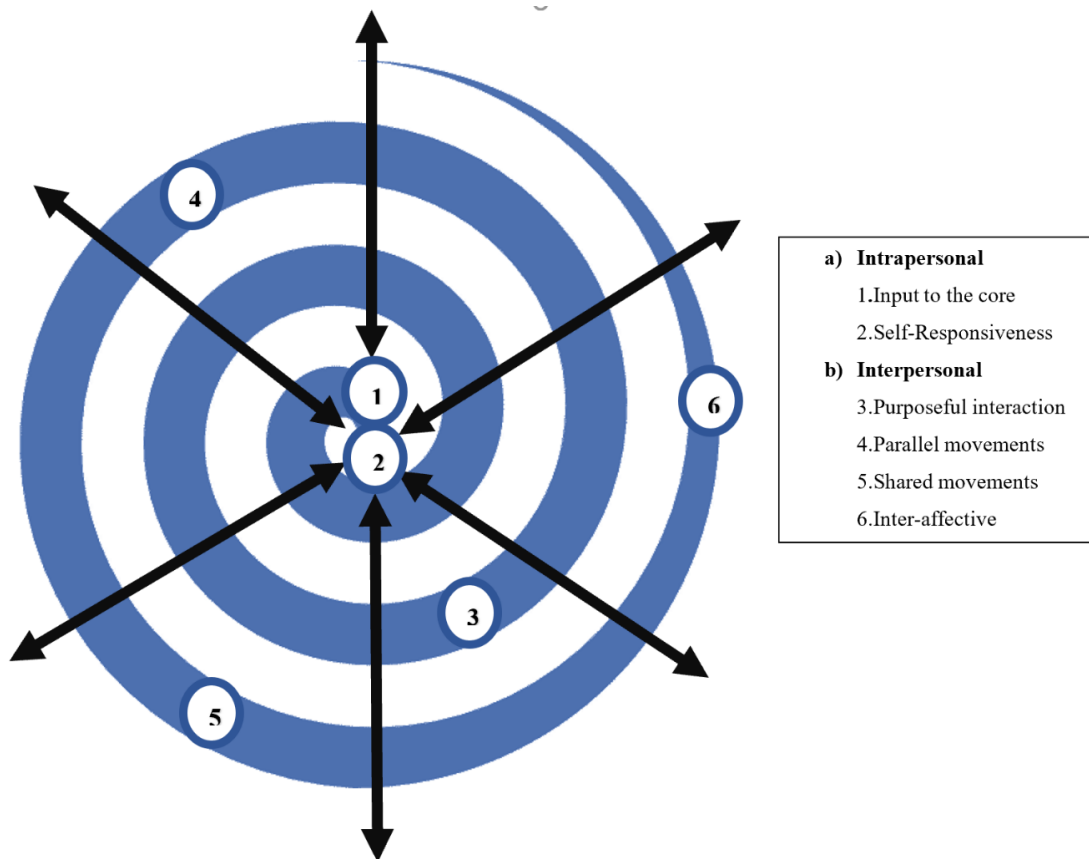 4
1
6
2
3
5
a) Intrapersonal
1.Input to the core
2.Self-Responsiveness
b) Interpersonal
3.Purposeful interaction
4.Parallel movements
5.Shared movements
6.Inter-affective